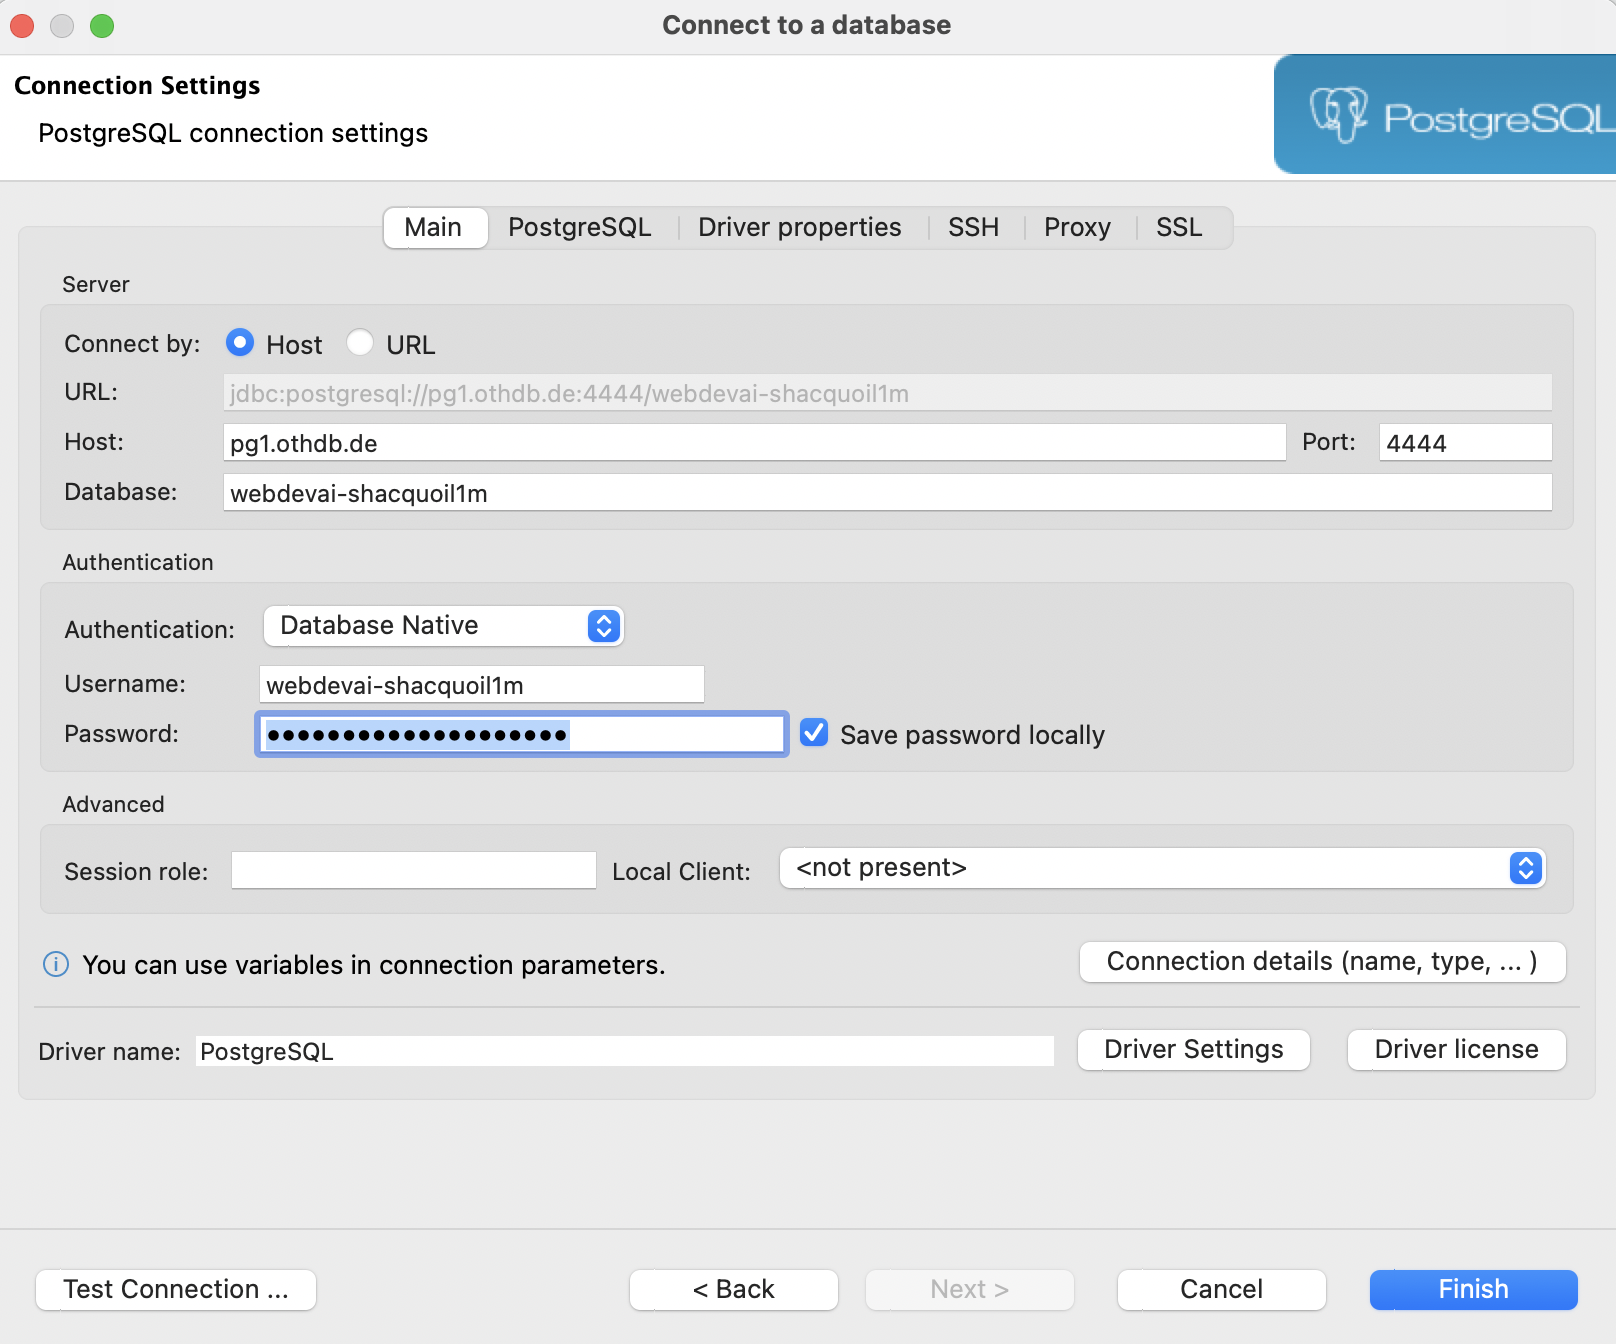 Connect to a database
Connection Settings
PostgreSQL connection settings
PostgreSQL
Main PostgreSQL Driver properties SSH Proxy SSL
Server
Connect by: Host URL
URL: jdbc:postgresql://pg1.othdb.de:4444/webdevai-shacquoil1m
Host: pg1.othdb.de Port: 4444
Database: webdevai-shacquoil1m
Authentication
Authentication: Database Native
Username: webdevai-shacquoil1m
Password: ●●●●●●●●●●●●●●●●●●●● Save password locally
Advanced
Session role: Local Client: <not present>
You can use variables in connection parameters. Connection details (name, type, ... )
Driver name: PostgreSQL Driver Settings Driver license
Test Connection ... < Back Next > Cancel Finish